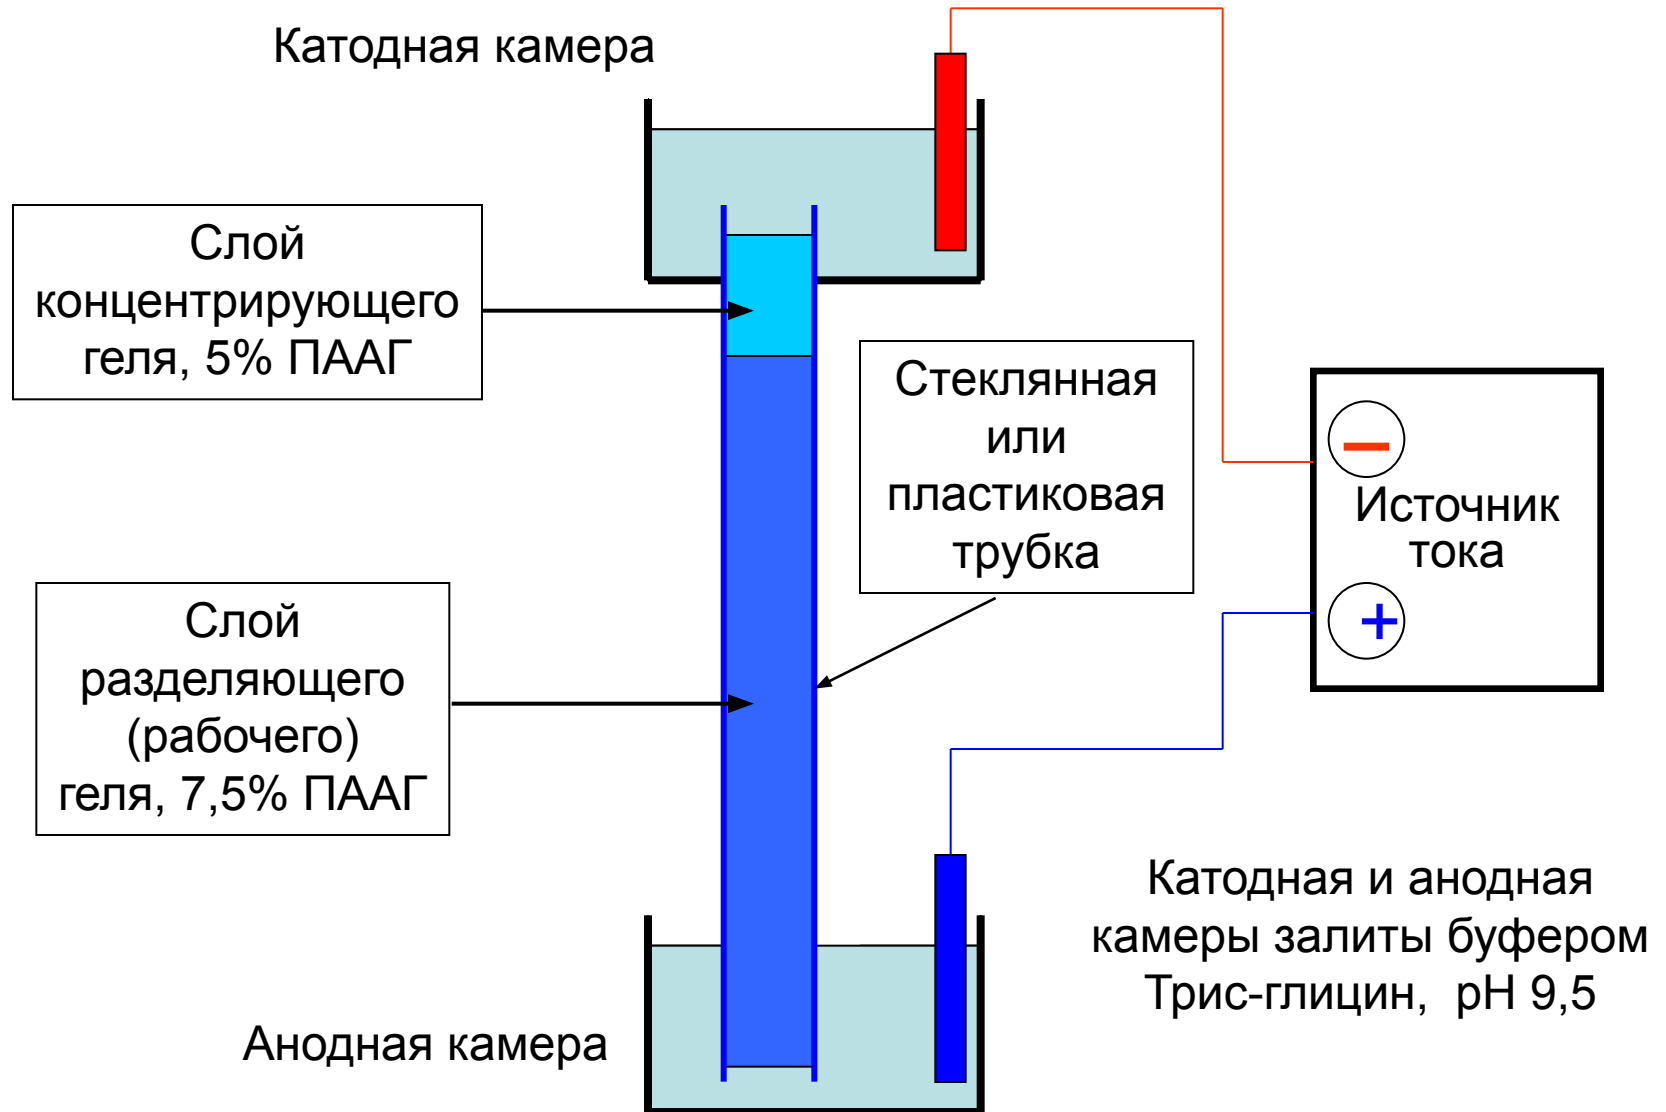 Катодная камера
Слой
концентрирующего
геля, 5% ПААГ
Стеклянная
или
пластиковая
трубка
–
Источник
тока
+
Слой
разделяющего
(рабочего)
геля, 7,5% ПААГ
Катодная и анодная
камеры залиты буфером
Трис-глицин, pH 9,5
Анодная камера